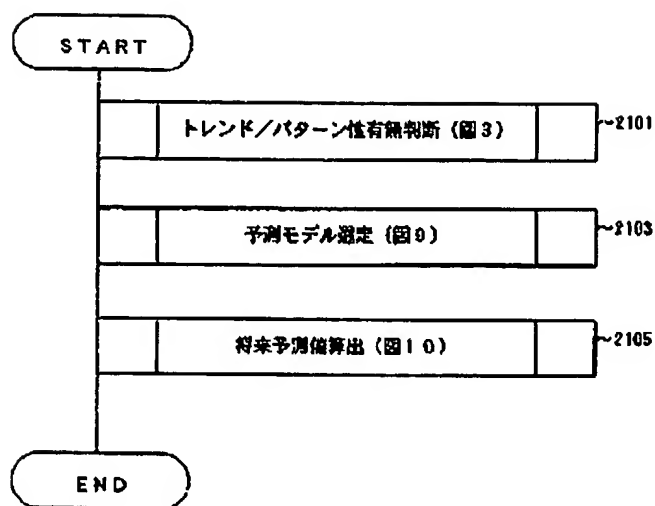 START
トレンド／パターン性有無判断（図３）
~2101
予測モデル選定（図９）
~2103
将来予測値算出（図１０）
~2105
END